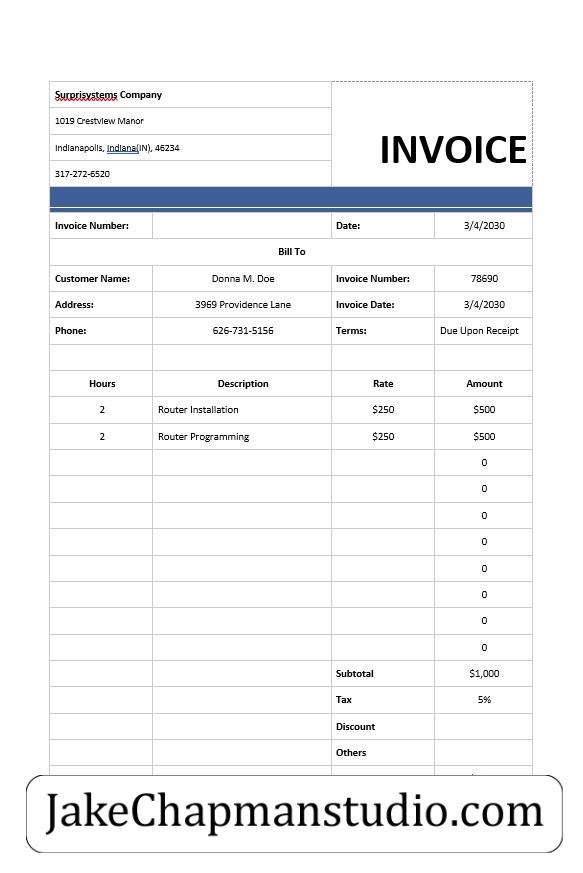 Surprisystems Company
1019 Crestview Manor
INVOICE
Indianapolis, Indiana(IN), 46234
317-272-6520
Invoice Number: Date: 3/4/2030
Bill To
Customer Name: Donna M. Doe Invoice Number: 78690
Address: 3969 Providence Lane Invoice Date: 3/4/2030
Phone: 626-731-5156 Terms: Due Upon Receipt
Hours Description Rate Amount
2 Router Installation $250 $500
2 Router Programming $250 $500
0
0
0
0
0
0
0
0
Subtotal $1,000
Tax 5%
Discount
Others
JakeChapmanstudio.com